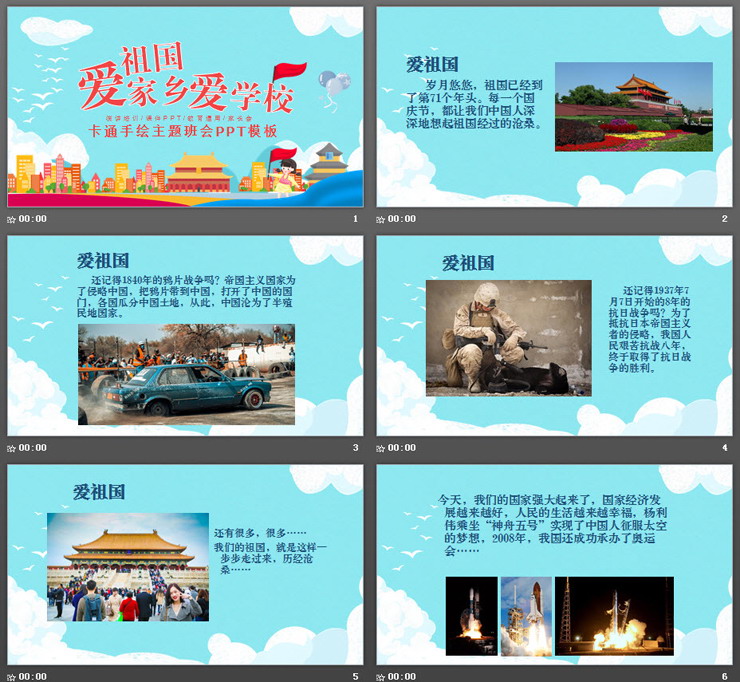 爱祖国
爱家乡爱学校
卡通手绘主题班会PPT模板
00:00
1
爱祖国
岁月悠悠，祖国已经到
了第71个年头。每一个国
庆节，都让我们中国人深
深地想起祖国经过的沧桑。
00:00
2
爱祖国
还记得1840年的鸦片战争吗？帝国主义国家为
了侵略中国，把鸦片带到中国，打开了中国的国
门，各国瓜分中国土地，从此，中国沦为了半殖
民地国家。
00:00
3
爱祖国
还记得1937年7
月7日开始的8年的
抗日战争吗？为了
抵抗日本帝国主义
者的侵略，我国人
民艰苦抗战八年，
终于取得了抗日战
争的胜利。
00:00
4
爱祖国
还有很多，很多……
我们的祖国，就是这样一
步步走过来，历经沧
桑……
00:00
5
今天，我们的国家强大起来了，国家经济发
展越来越好，人民的生活越来越幸福，杨利
伟乘坐“神舟五号”实现了中国人征服太空
的梦想，2008年，我国还成功承办了奥运
会……
00:00
6